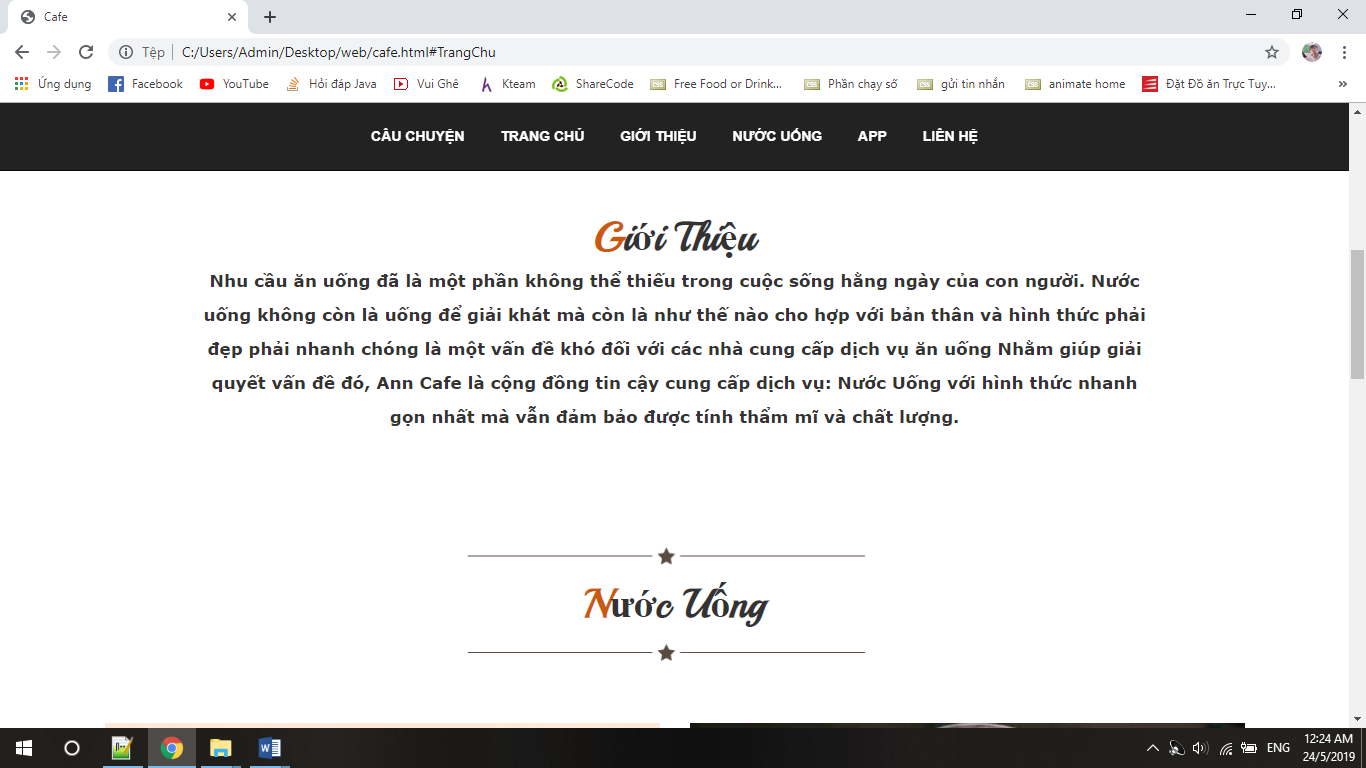 Cafe
Tệp C:/Users/Admin/Desktop/web/cafe.html#TrangChu
Ứng dụng Facebook YouTube Hỏi đáp Java Vui Ghê Kteam ShareCode Free Food or Drink... Phần chạy số gửi tin nhắn animate home Đặt Đồ ăn Trực Tuy... »
CÂU CHUYỆN TRANG CHỦ GIỚI THIỆU NƯỚC UỐNG APP LIÊN HỆ
Giới Thiệu
Nhu cầu ăn uống đã là một phần không thể thiếu trong cuộc sống hằng ngày của con người. Nước
uống không còn là uống để giải khát mà còn là như thế nào cho hợp với bản thân và hình thức phải
đẹp phải nhanh chóng là một vấn đề khó đối với các nhà cung cấp dịch vụ ăn uống Nhằm giúp giải
quyết vấn đề đó, Ann Cafe là cộng đồng tin cậy cung cấp dịch vụ: Nước Uống với hình thức nhanh
gọn nhất mà vẫn đảm bảo được tính thẩm mĩ và chất lượng.
Nước Uống
ENG
12:24 AM
24/5/2019